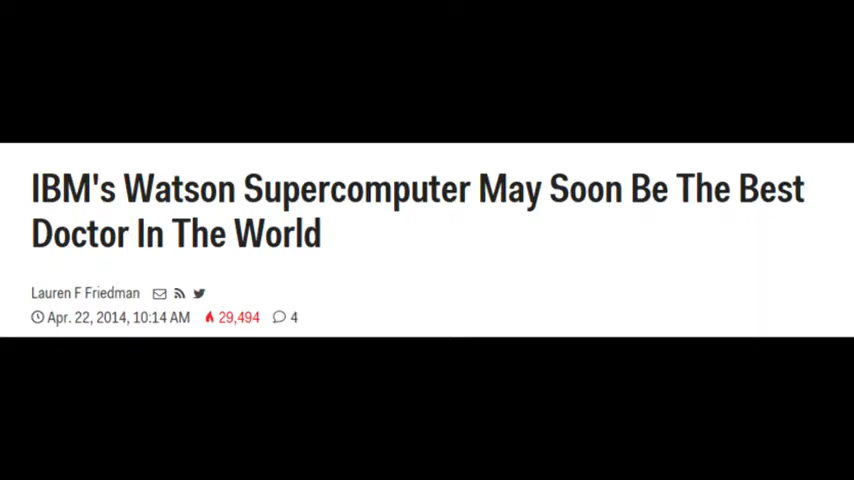 IBM's Watson Supercomputer May Soon Be The Best
Doctor In The World
Lauren F Friedman
Apr. 22, 2014, 10:14 AM 29,494 4